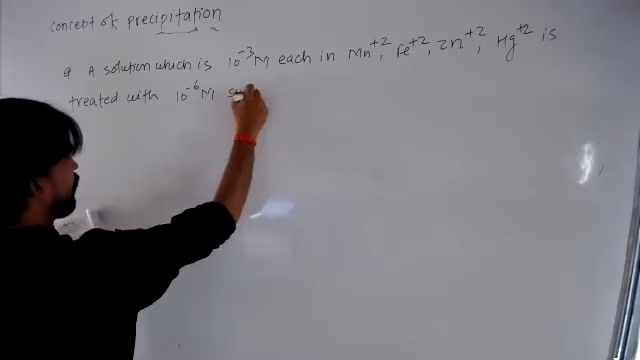 concept of precipitation
Q A solution which is 10⁻³ M each in Mn⁺², Fe⁺², Zn⁺², Hg⁺² is
treated with 10⁻⁶ M